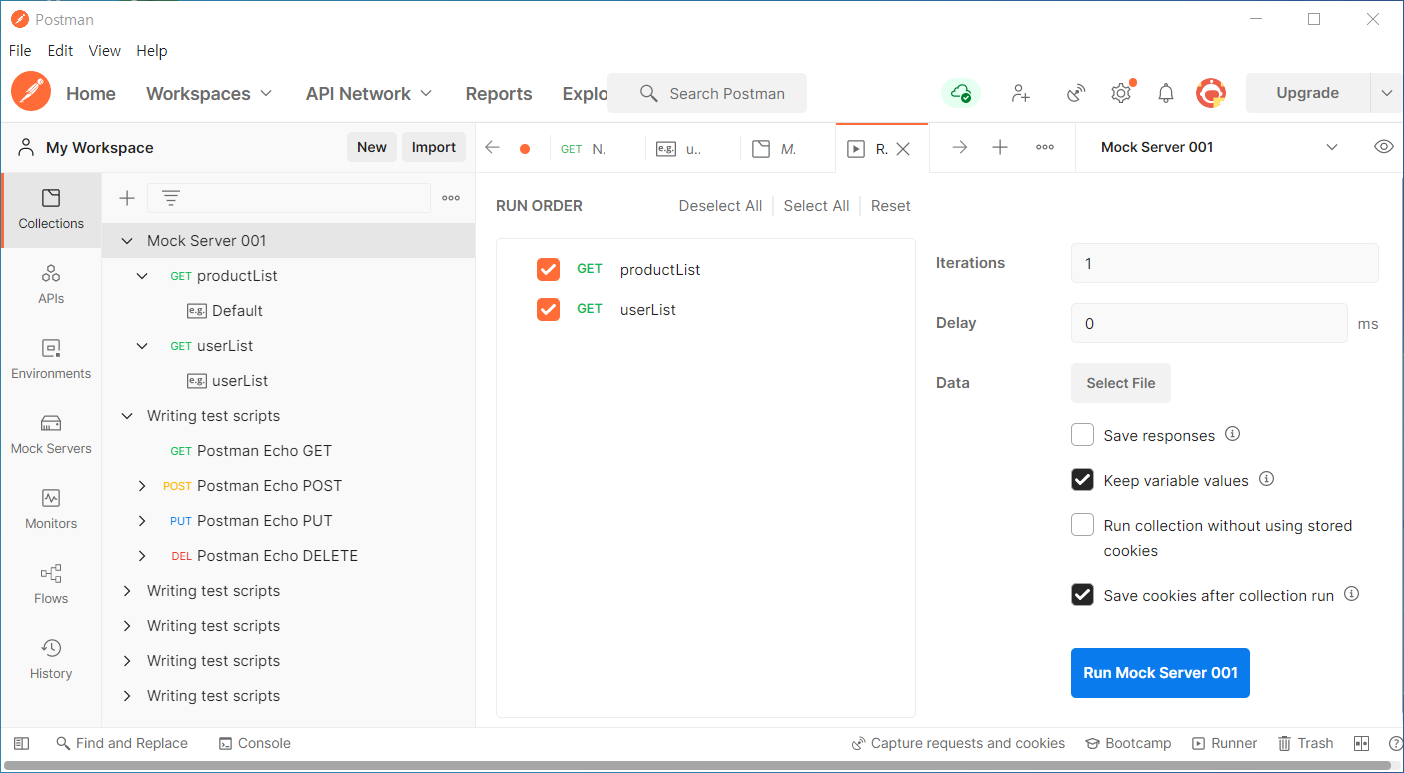 Postman
File Edit View Help
Home Workspaces API Network Reports Explo Search Postman Upgrade
My Workspace New Import GET N. e.g. u.. M. R. Mock Server 001
Collections
APIs
Environments
Mock Servers
Monitors
Flows
History
Mock Server 001
GET productList
e.g. Default
GET userList
e.g. userList
Writing test scripts
GET Postman Echo GET
POST Postman Echo POST
PUT Postman Echo PUT
DEL Postman Echo DELETE
Writing test scripts
Writing test scripts
Writing test scripts
Writing test scripts
RUN ORDER Deselect All Select All Reset
GET productList
GET userList
Iterations 1
Delay 0 ms
Data Select File
Save responses
Keep variable values
Run collection without using stored
cookies
Save cookies after collection run
Run Mock Server 001
Find and Replace Console Capture requests and cookies Bootcamp Runner Trash